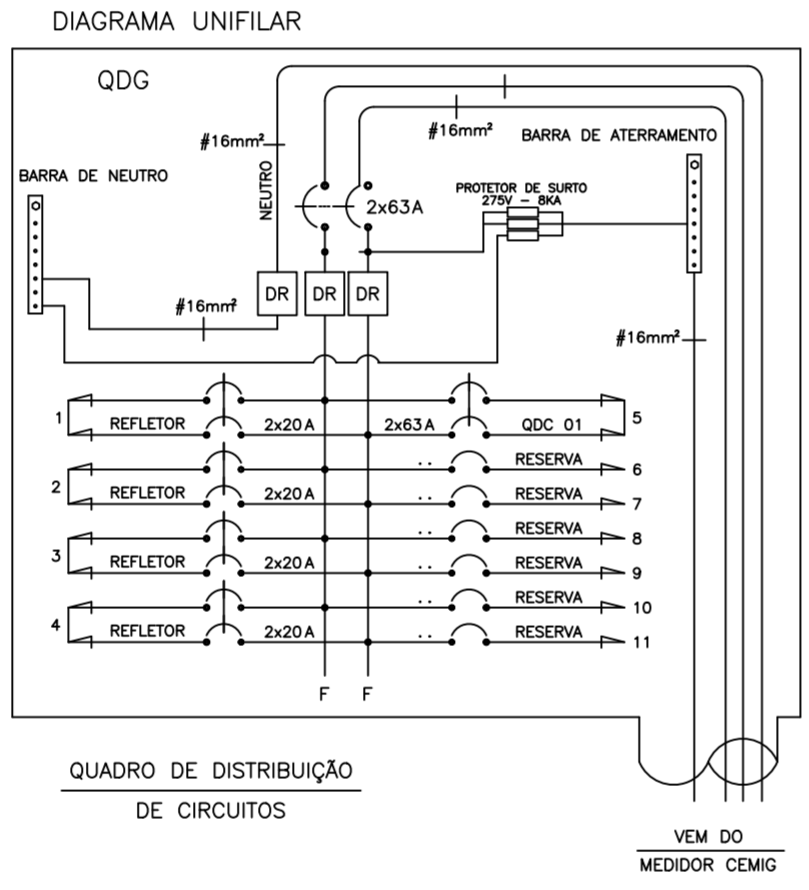 DIAGRAMA UNIFILAR
QDG
#16mm²
#16mm²
BARRA DE ATERRAMENTO
BARRA DE NEUTRO
NEUTRO
2x63A
PROTETOR DE SURTO
275V - 8KA
DR
DR
DR
#16mm²
#16mm²
1
REFLETOR
2x20A
2x63A
QDC 01
5
2
REFLETOR
2x20A
RESERVA
6
RESERVA
7
3
REFLETOR
2x20A
RESERVA
8
RESERVA
9
4
REFLETOR
2x20A
RESERVA
10
RESERVA
11
F
F
QUADRO DE DISTRIBUIÇÃO
DE CIRCUITOS
VEM DO
MEDIDOR CEMIG